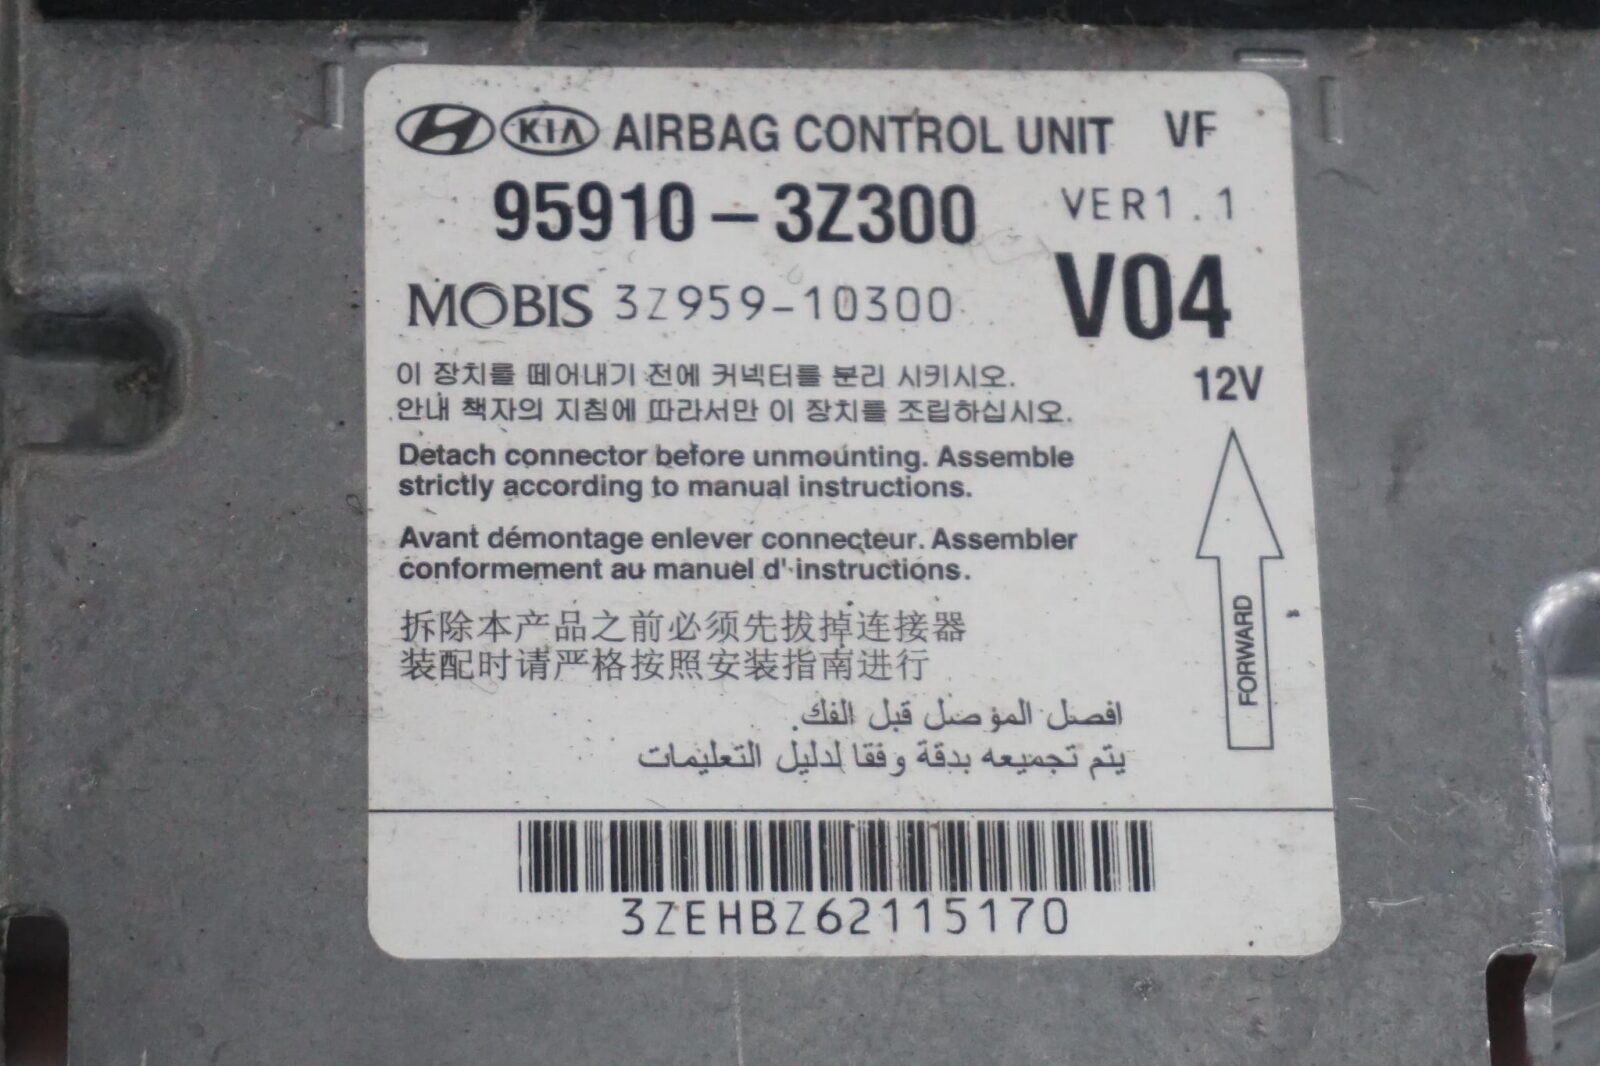 KIA AIRBAG CONTROL UNIT VF
95910-3Z300 VER1.1
MOBIS 3Z959-10300 V04
이 장치를 떼어내기 전에 커넥터를 분리 시키시오. 12V
안내 책자의 지침에 따라서만 이 장치를 조립하십시오.
Detach connector before unmounting. Assemble
strictly according to manual instructions.
Avant démontage enlever connecteur. Assembler
conformement au manuel d'instructions.
FORWARD
拆除本产品之前必须先拔掉连接器
装配时请严格按照安装指南进行
افصل الموصل قبل الفك.
يتم تجميعه بدقة وفقا لدليل التعليمات
3ZEHBZ62115170